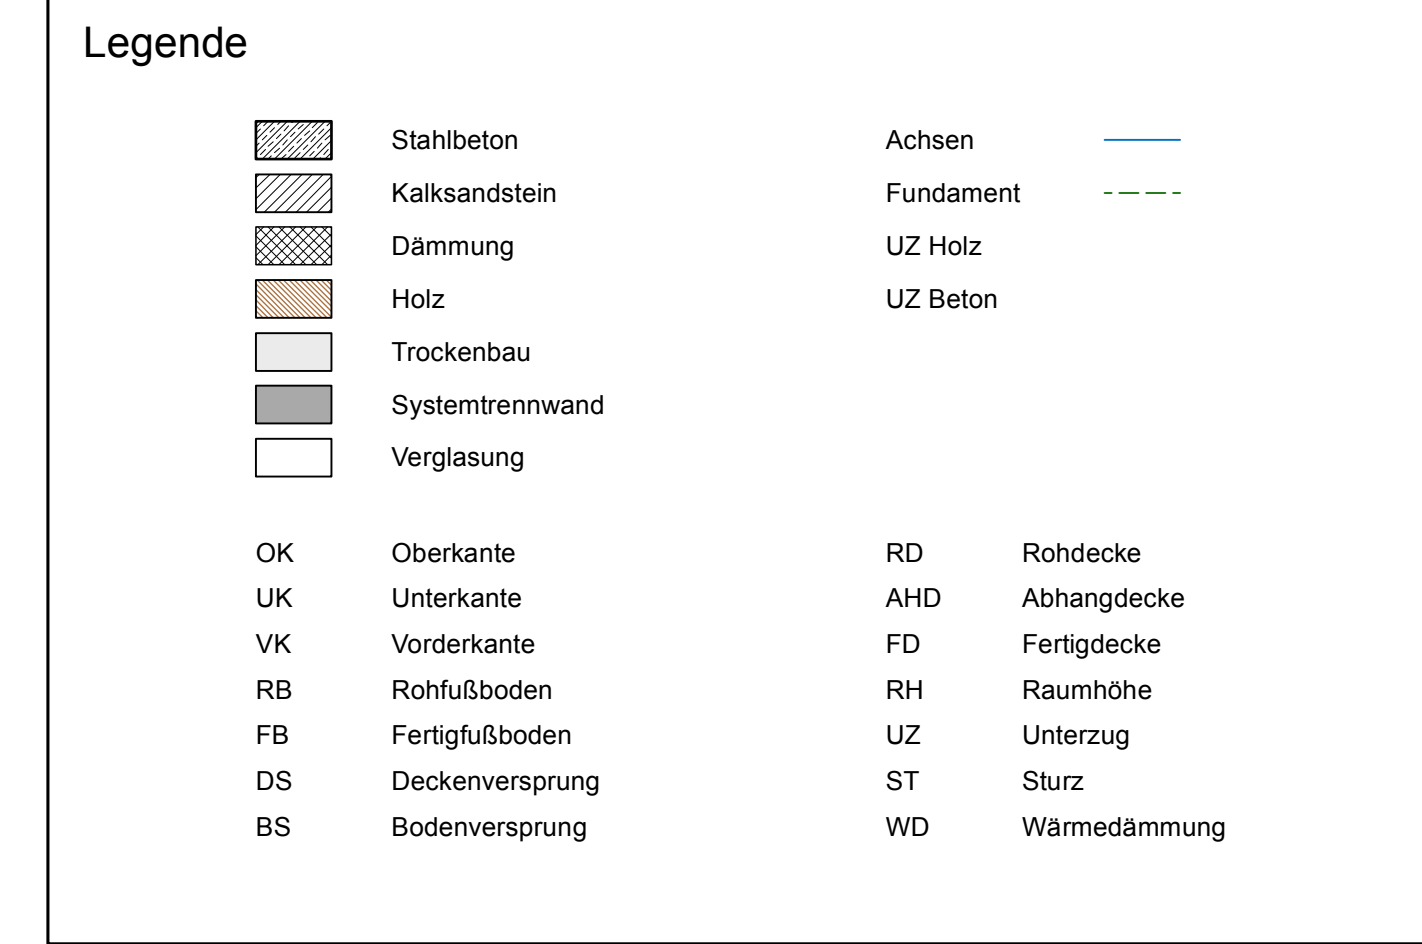 Legende
Stahlbeton
Kalksandstein
Dämmung
Holz
Trockenbau
Systemtrennwand
Verglasung
Achsen
Fundament
UZ Holz
UZ Beton
OK Oberkante
UK Unterkante
VK Vorderkante
RB Rohfußboden
FB Fertigfußboden
DS Deckenversprung
BS Bodenversprung
RD Rohdecke
AHD Abhangdecke
FD Fertigdecke
RH Raumhöhe
UZ Unterzug
ST Sturz
WD Wärmedämmung